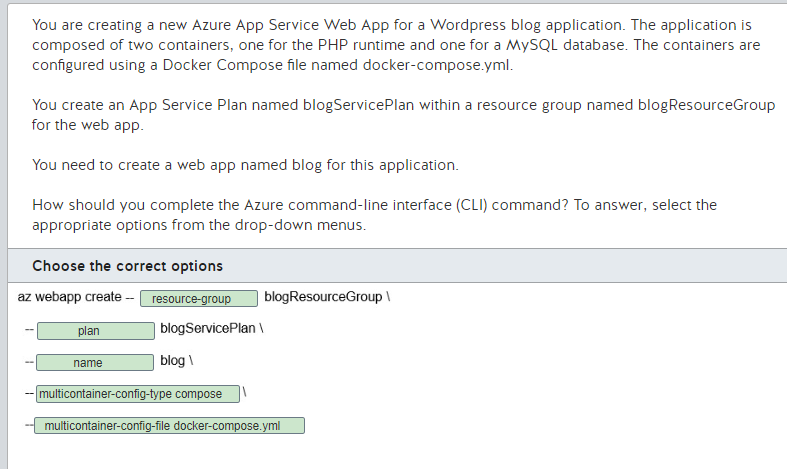 You are creating a new Azure App Service Web App for a Wordpress blog application. The application is
composed of two containers, one for the PHP runtime and one for a MySQL database. The containers are
configured using a Docker Compose file named docker-compose.yml.
You create an App Service Plan named blogServicePlan within a resource group named blogResourceGroup
for the web app.
You need to create a web app named blog for this application.
How should you complete the Azure command-line interface (CLI) command? To answer, select the
appropriate options from the drop-down menus.
Choose the correct options
az webapp create -- resource-group blogResourceGroup \
-- plan blogServicePlan \
-- name blog \
-- multicontainer-config-type compose \
-- multicontainer-config-file docker-compose.yml